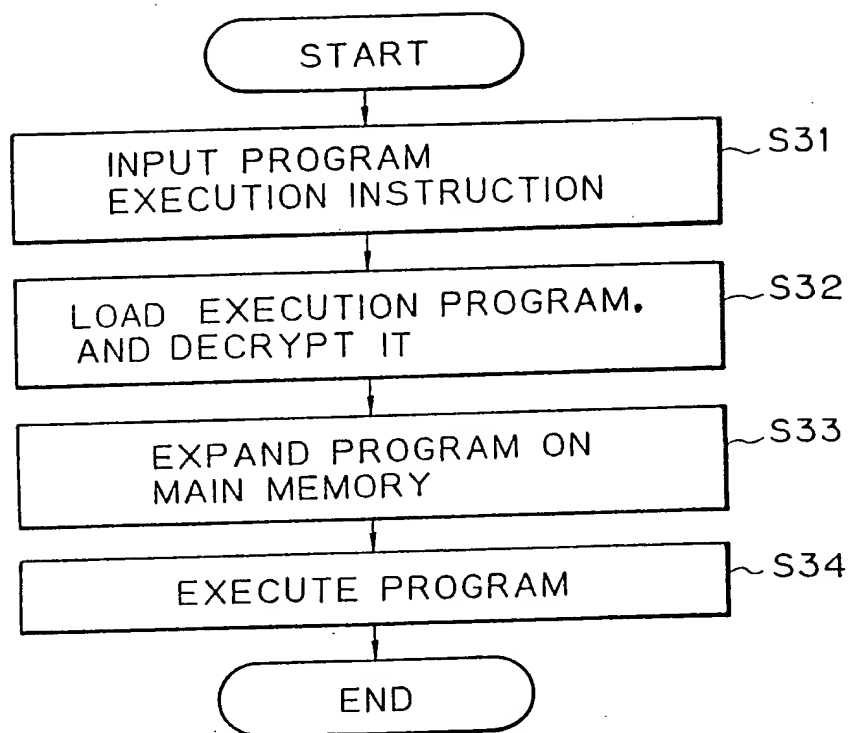 START
INPUT PROGRAM
EXECUTION INSTRUCTION
S31
LOAD EXECUTION PROGRAM.
AND DECRYPT IT
S32
EXPAND PROGRAM ON
MAIN MEMORY
S33
EXECUTE PROGRAM
S34
END